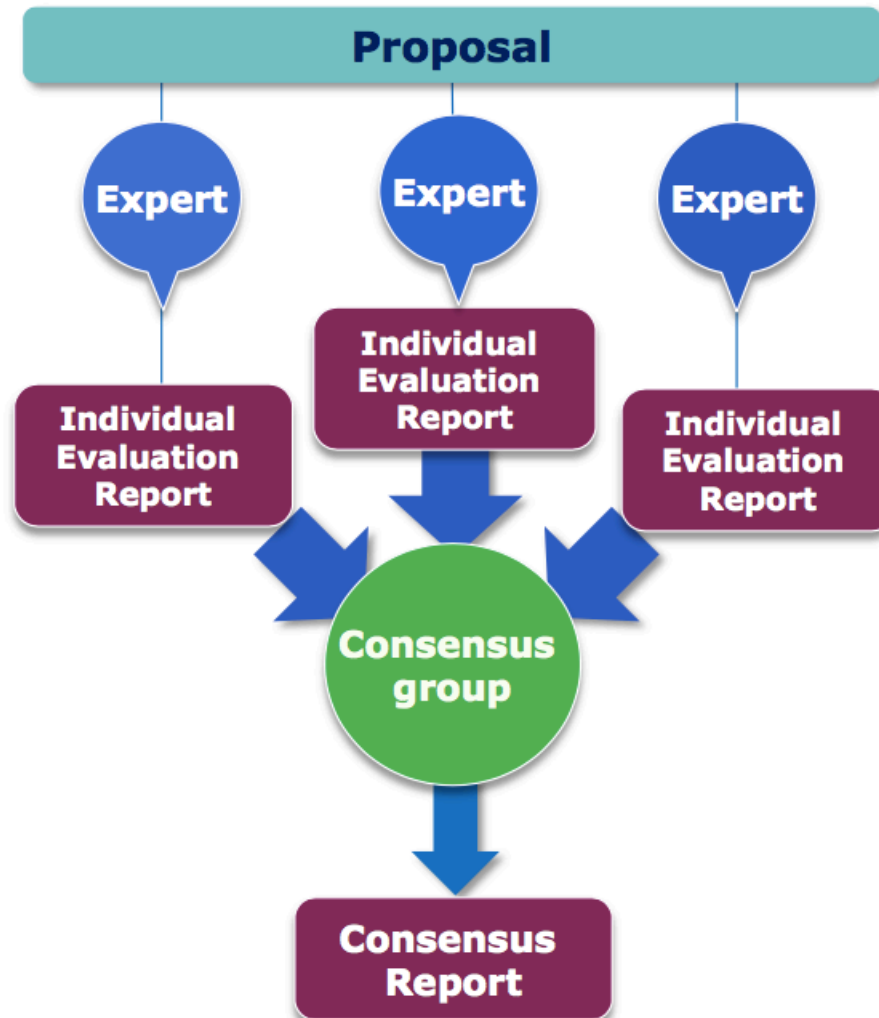 Proposal
Expert
Expert
Expert
Individual
Evaluation
Report
Individual
Evaluation
Report
Individual
Evaluation
Report
Consensus
group
Consensus
Report